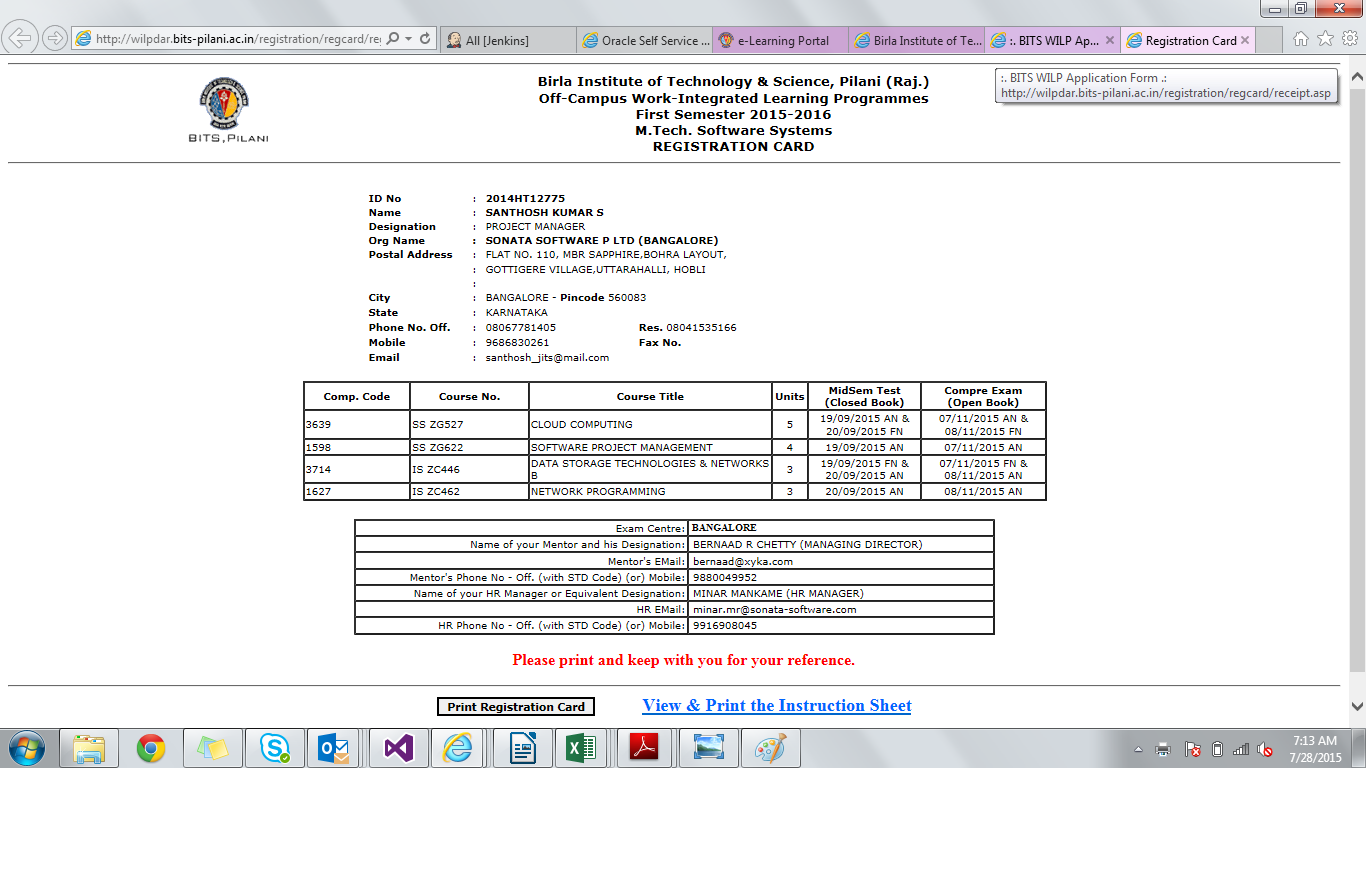 http://wilpdar.bits-pilani.ac.in/registration/regcard/re
All [Jenkins]
Oracle Self Service ...
e-Learning Portal
Birla Institute of Te...
:. BITS WILP Ap...
Registration Card
:. BITS WILP Application Form .:
http://wilpdar.bits-pilani.ac.in/registration/regcard/receipt.asp
BITS, PILANI
Birla Institute of Technology & Science, Pilani (Raj.)
Off-Campus Work-Integrated Learning Programmes
First Semester 2015-2016
M.Tech. Software Systems
REGISTRATION CARD
ID No : 2014HT12775
Name : SANTHOSH KUMAR S
Designation : PROJECT MANAGER
Org Name : SONATA SOFTWARE P LTD (BANGALORE)
Postal Address : FLAT NO. 110, MBR SAPPHIRE,BOHRA LAYOUT,
: GOTTIGERE VILLAGE,UTTARAHALLI, HOBLI
:
City : BANGALORE - Pincode 560083
State : KARNATAKA
Phone No. Off. : 08067781405 Res. 08041535166
Mobile : 9686830261 Fax No.
Email : santhosh_jits@mail.com
Comp. Code Course No. Course Title Units MidSem Test (Closed Book) Compre Exam (Open Book)
3639 SS ZG527 CLOUD COMPUTING 5 19/09/2015 AN & 20/09/2015 FN 07/11/2015 AN & 08/11/2015 FN
1598 SS ZG622 SOFTWARE PROJECT MANAGEMENT 4 19/09/2015 AN 07/11/2015 AN
3714 IS ZC446 DATA STORAGE TECHNOLOGIES & NETWORKS B 3 19/09/2015 FN & 20/09/2015 AN 07/11/2015 FN & 08/11/2015 AN
1627 IS ZC462 NETWORK PROGRAMMING 3 20/09/2015 AN 08/11/2015 AN
Exam Centre: BANGALORE
Name of your Mentor and his Designation: BERNAAD R CHETTY (MANAGING DIRECTOR)
Mentor's EMail: bernaad@xyka.com
Mentor's Phone No - Off. (with STD Code) (or) Mobile: 9880049952
Name of your HR Manager or Equivalent Designation: MINAR MANKAME (HR MANAGER)
HR EMail: minar.mr@sonata-software.com
HR Phone No - Off. (with STD Code) (or) Mobile: 9916908045
Please print and keep with you for your reference.
Print Registration Card
View & Print the Instruction Sheet
7:13 AM
7/28/2015